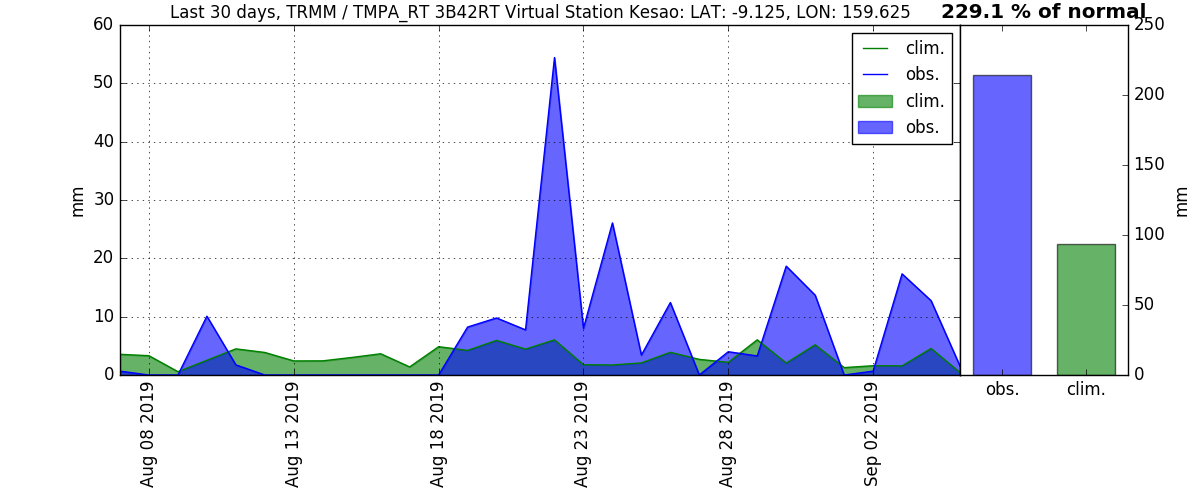 Last 30 days, TRMM / TMPA_RT 3B42RT Virtual Station Kesao: LAT: -9.125, LON: 159.625
229.1 % of normal
60
50
40
30
20
10
0
mm
clim.
obs.
clim.
obs.
250
200
150
100
50
0
mm
obs.
clim.
Aug 08 2019
Aug 13 2019
Aug 18 2019
Aug 23 2019
Aug 28 2019
Sep 02 2019